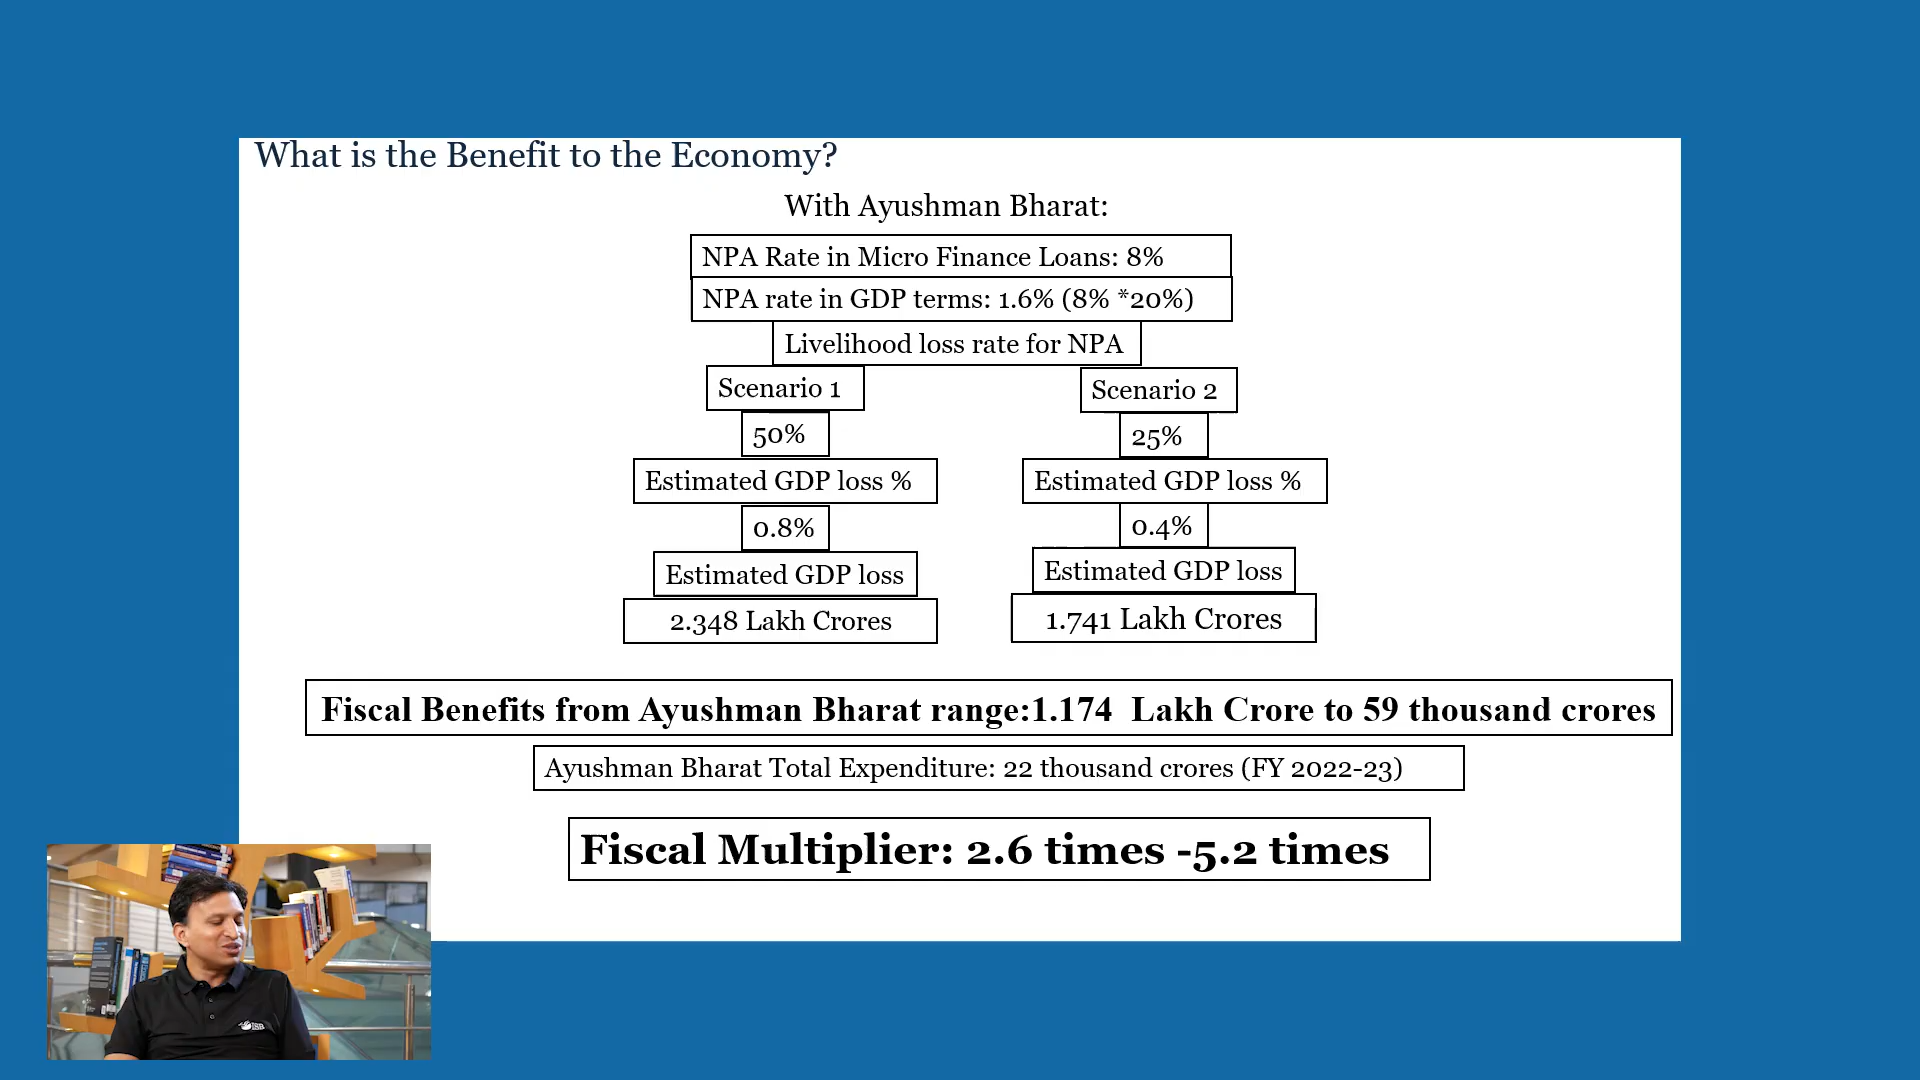 What is the Benefit to the Economy?
With Ayushman Bharat:
NPA Rate in Micro Finance Loans: 8%
NPA rate in GDP terms: 1.6% (8% *20%)
Livelihood loss rate for NPA
Scenario 1
Scenario 2
50%
25%
Estimated GDP loss %
Estimated GDP loss %
0.8%
0.4%
Estimated GDP loss
Estimated GDP loss
2.348 Lakh Crores
1.741 Lakh Crores
Fiscal Benefits from Ayushman Bharat range:1.174 Lakh Crore to 59 thousand crores
Ayushman Bharat Total Expenditure: 22 thousand crores (FY 2022-23)
Fiscal Multiplier: 2.6 times -5.2 times
ISB